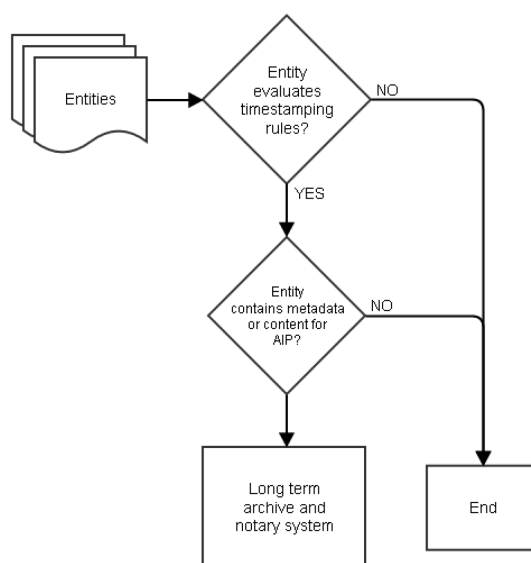 Entities
Entity
evaluates
timestamping
rules?
NO
YES
Entity
contains metadata
or content for
AIP?
NO
Long term
archive and
notary system
End